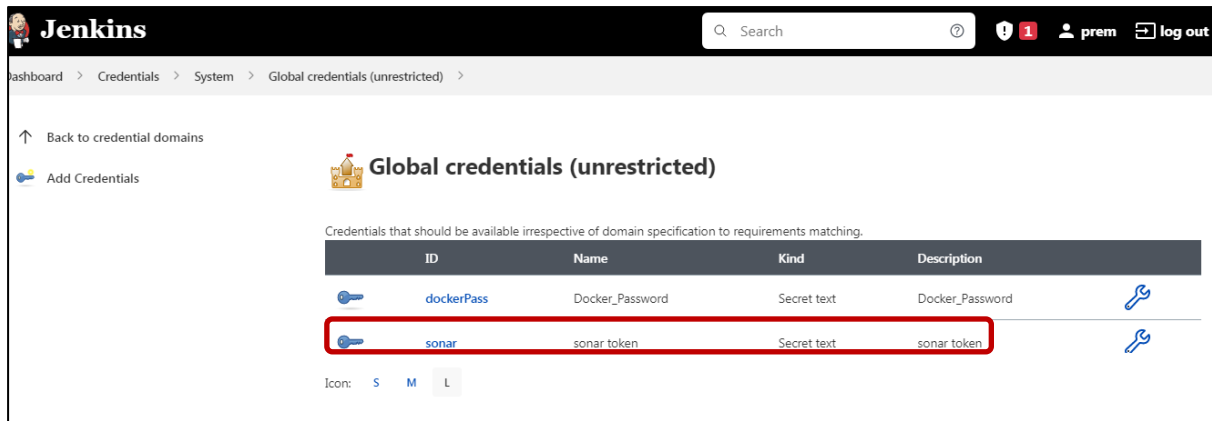 Jenkins
Search
1
prem
log out
Dashboard > Credentials > System > Global credentials (unrestricted) >
Back to credential domains
Add Credentials
Global credentials (unrestricted)
Credentials that should be available irrespective of domain specification to requirements matching.
ID Name Kind Description
dockerPass Docker_Password Secret text Docker_Password
sonar sonar token Secret text sonar token
Icon: S M L